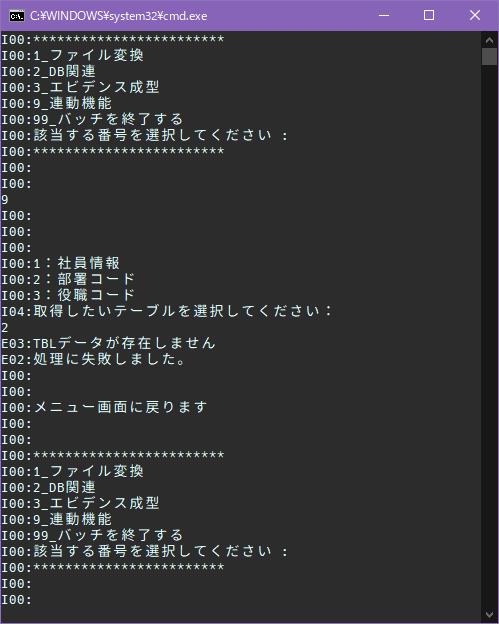 C:¥WINDOWS¥system32¥cmd.exe
I00:************************
I00:1_ファイル変換
I00:2_DB関連
I00:3_エビデンス成型
I00:9_連動機能
I00:99_バッチを終了する
I00:該当する番号を選択してください :
I00:************************
I00:
I00:
9
I00:
I00:
I00:
I00:1：社員情報
I00:2：部署コード
I00:3：役職コード
I04:取得したいテーブルを選択してください：
2
E03:TBLデータが存在しません
E02:処理に失敗しました。
I00:
I00:
I00:メニュー画面に戻ります
I00:
I00:
I00:************************
I00:1_ファイル変換
I00:2_DB関連
I00:3_エビデンス成型
I00:9_連動機能
I00:99_バッチを終了する
I00:該当する番号を選択してください :
I00:************************
I00:
I00: